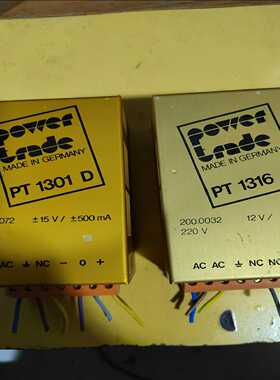 power
trade
MADE IN GERMANY
PT 1301 D
072 ±15 V / ±500 mA
AC ⏚ NC − 0 +
power
trade
MADE IN GERMANY
PT 1316
200.0032 12 V /
220 V
AC AC ⏚ NC NC